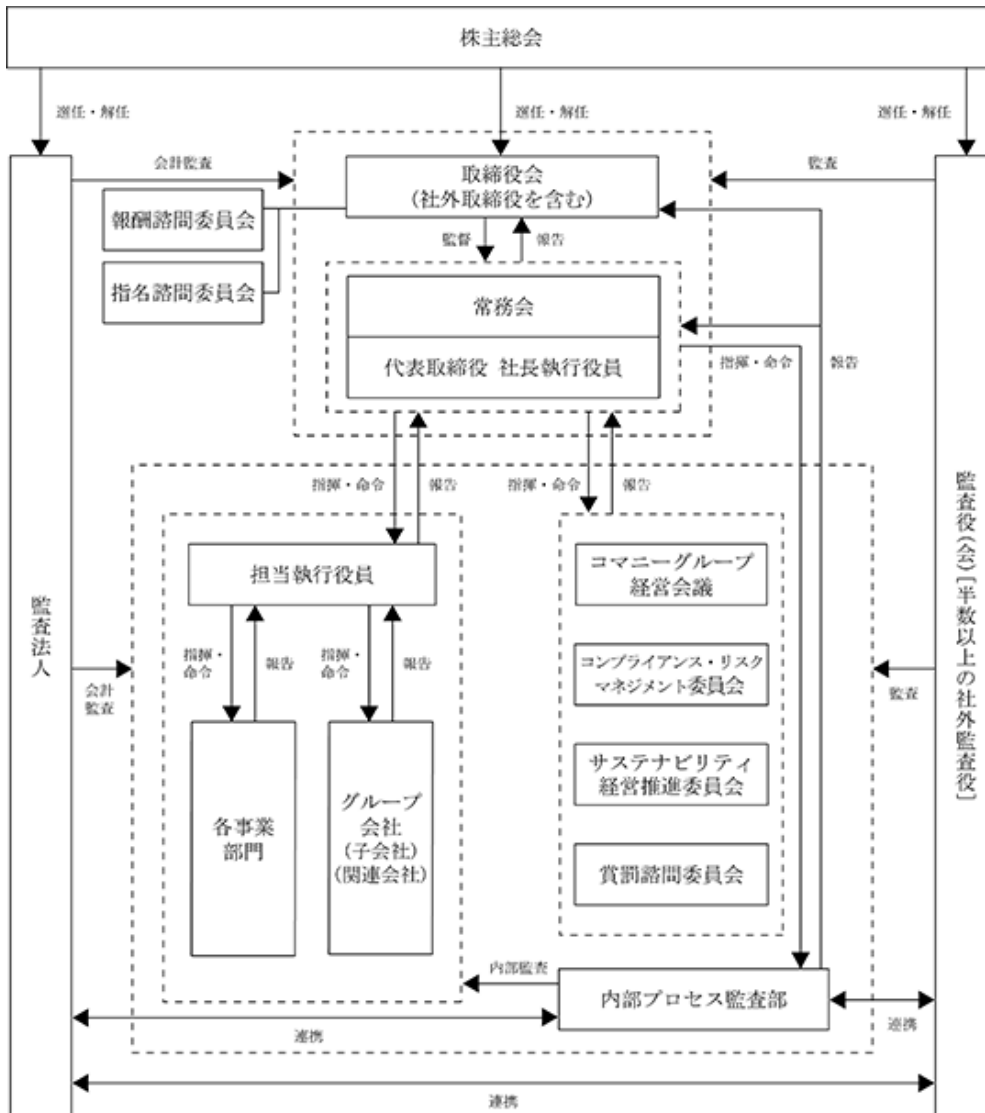 株主総会
選任・解任
選任・解任
選任・解任
会計監査
取締役会
(社外取締役を含む)
監査
報酬諮問委員会
監督
報告
指名諮問委員会
常務会
代表取締役 社長執行役員
指揮・命令
報告
指揮・命令
報告
指揮・命令
報告
担当執行役員
コマニーグループ
経営会議
監査法人
監査役(会)[半数以上の社外監査役]
指揮・
命令
報告
指揮・
命令
報告
コンプライアンス・リスク
マネジメント委員会
会計
監査
監査
各事業
部門
グループ
会社
(子会社)
(関連会社)
サステナビリティ
経営推進委員会
賞罰諮問委員会
内部監査
内部プロセス監査部
連携
連携
連携